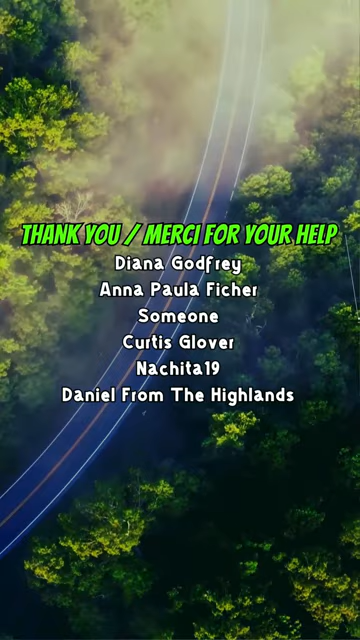 THANK YOU / MERCI FOR YOUR HELP
Diana Godfrey
Anna Paula Ficher
Someone
Curtis Glover
Nachita19
Daniel From The Highlands